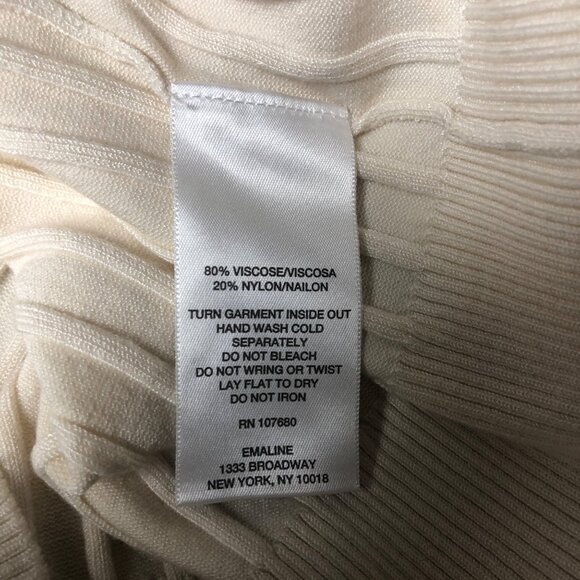 80% VISCOSE/VISCOSA
20% NYLON/NAILON
TURN GARMENT INSIDE OUT
HAND WASH COLD
SEPARATELY
DO NOT BLEACH
DO NOT WRING OR TWIST
LAY FLAT TO DRY
DO NOT IRON
RN 107680
EMALINE
1333 BROADWAY
NEW YORK, NY 10018